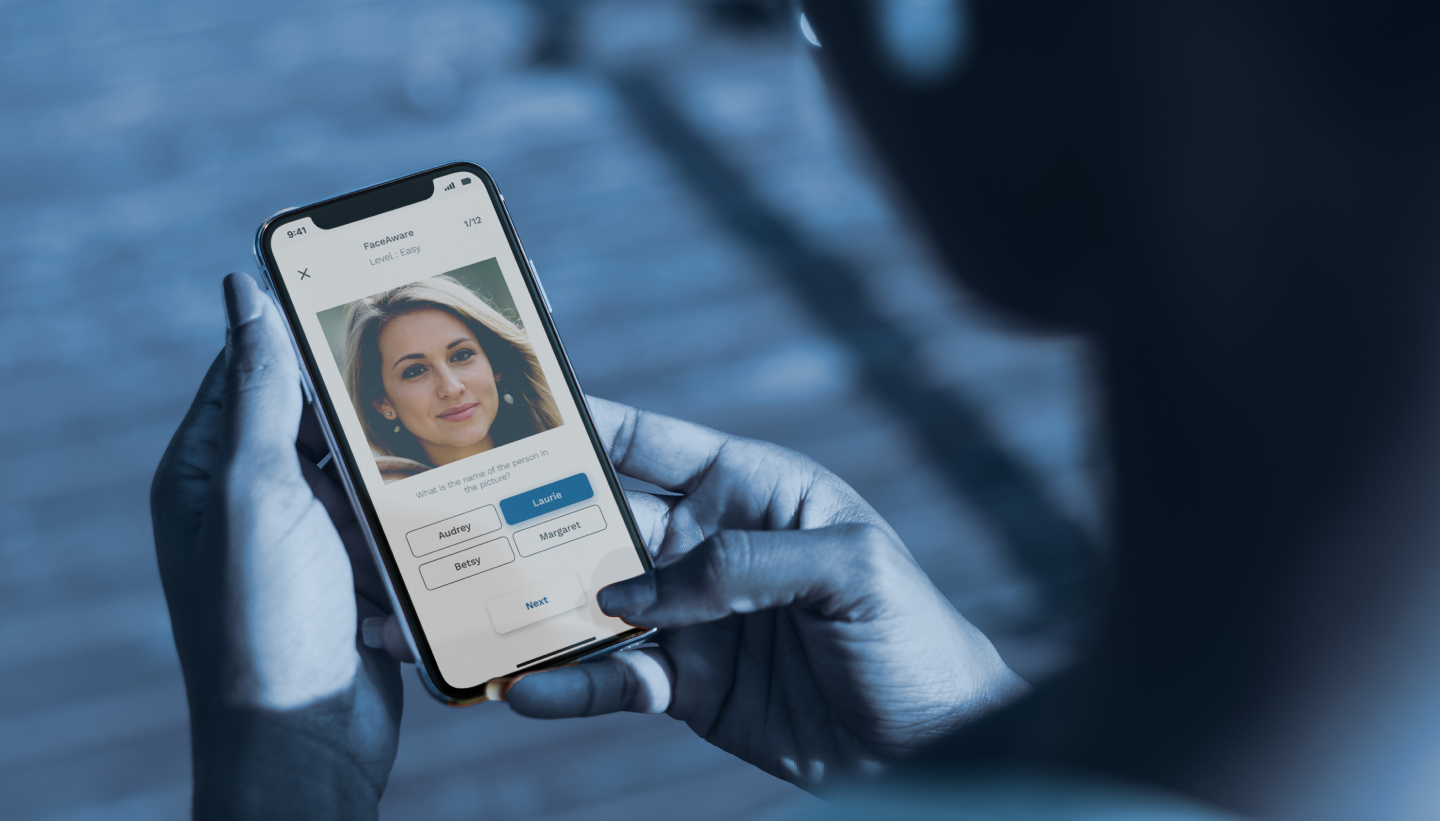 9:41
1/12
FaceAware
Level : Easy
What is the name of the person in
the picture?
Audrey
Laurie
Betsy
Margaret
Next